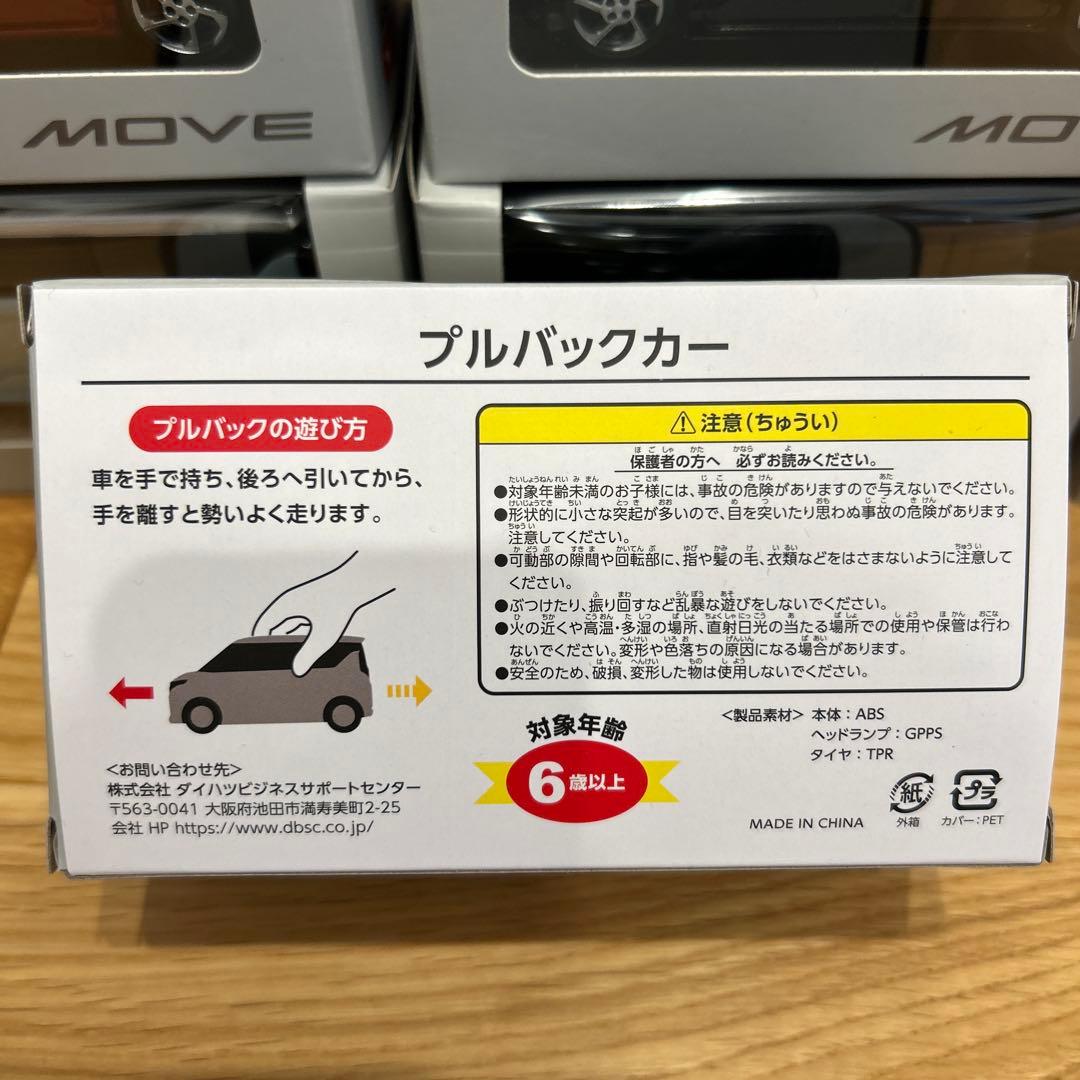 MOVE
MO
プルバックカー
プルバックの遊び方
車を手で持ち、後ろへ引いてから、
手を離すと勢いよく走ります。
<お問い合わせ先>
株式会社 ダイハツビジネスサポートセンター
〒563-0041 大阪府池田市満寿美町2-25
会社 HP https://www.dbsc.co.jp/
⚠注意(ちゅうい)
保護者の方へ 必ずお読みください。
●対象年齢未満のお子様には、事故の危険がありますので与えないでください。
●形状的に小さな突起が多いので、目を突いたり思わぬ事故の危険があります。
注意してください。
●可動部の隙間や回転部に、指や髪の毛、衣類などをはさまないように注意して
ください。
●ぶつけたり、振り回すなど乱暴な遊びをしないでください。
●火の近くや高温・多湿の場所、直射日光の当たる場所での使用や保管は行わ
ないでください。変形や色落ちの原因になる場合があります。
●安全のため、破損、変形した物は使用しないでください。
対象年齢
6歳以上
<製品素材> 本体:ABS
ヘッドランプ:GPPS
タイヤ:TPR
MADE IN CHINA
紙
外箱
プラ
カバー:PET